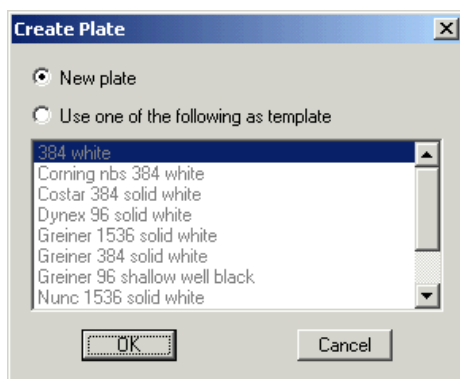 Create Plate
New plate
Use one of the following as template
384 white
Corning nbs 384 white
Costar 384 solid white
Dynex 96 solid white
Greiner 1536 solid white
Greiner 384 solid white
Greiner 96 shallow well black
Nunc 1536 solid white
OK Cancel